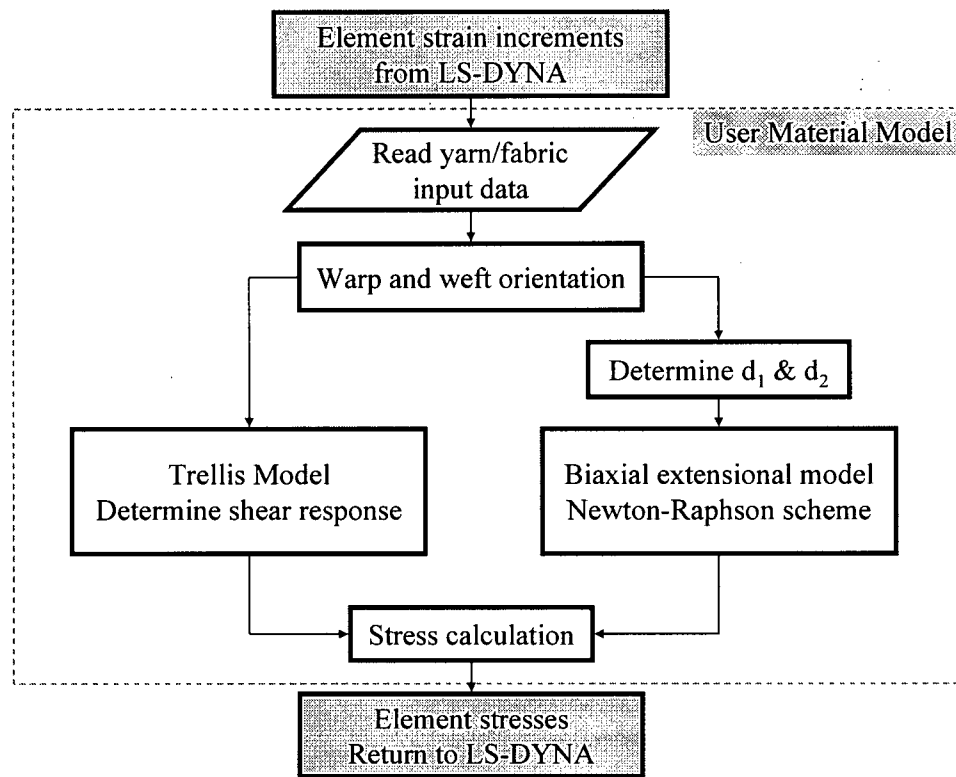 Element strain increments
from LS-DYNA
User Material Model
Read yarn/fabric
input data
Warp and weft orientation
Determine d₁ & d₂
Trellis Model
Determine shear response
Biaxial extensional model
Newton-Raphson scheme
Stress calculation
Element stresses
Return to LS-DYNA